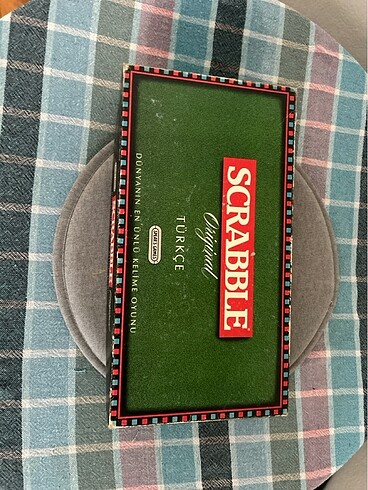 SCRABBLE
Original
TÜRKÇE
DÜNYANIN EN ÜNLÜ KELİME OYUNU